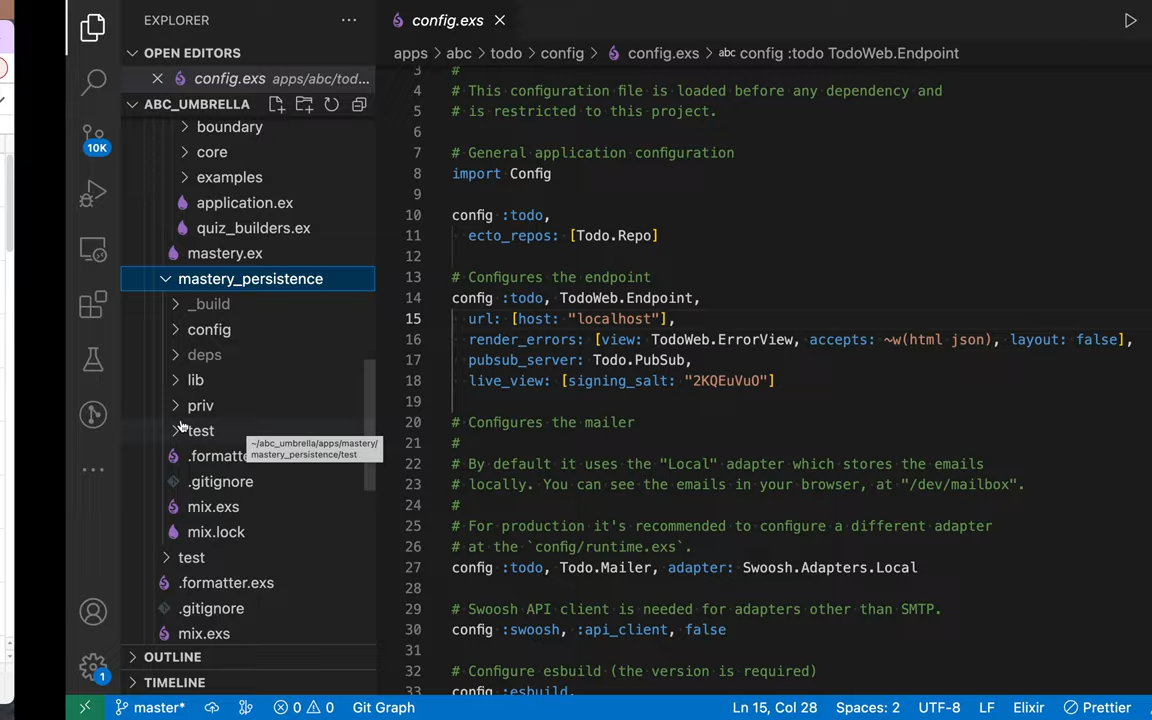 EXPLORER
OPEN EDITORS
config.exs apps/abc/tod...
ABC_UMBRELLA
boundary
core
examples
application.ex
quiz_builders.ex
mastery.ex
mastery_persistence
_build
config
deps
lib
priv
test
~/abc_umbrella/apps/mastery/
mastery_persistence/test
.formatte
.gitignore
mix.exs
mix.lock
test
.formatter.exs
.gitignore
mix.exs
OUTLINE
TIMELINE
10K
1
config.exs
apps > abc > todo > config > config.exs > abc config :todo TodoWeb.Endpoint
3 #
4 # This configuration file is loaded before any dependency and
5 # is restricted to this project.
6
7 # General application configuration
8 import Config
9
10 config :todo,
11 ecto_repos: [Todo.Repo]
12
13 # Configures the endpoint
14 config :todo, TodoWeb.Endpoint,
15 url: [host: "localhost"],
16 render_errors: [view: TodoWeb.ErrorView, accepts: ~w(html json), layout: false],
17 pubsub_server: Todo.PubSub,
18 live_view: [signing_salt: "2KQEuVuO"]
19
20 # Configures the mailer
21 #
22 # By default it uses the "Local" adapter which stores the emails
23 # locally. You can see the emails in your browser, at "/dev/mailbox".
24 #
25 # For production it's recommended to configure a different adapter
26 # at the `config/runtime.exs`.
27 config :todo, Todo.Mailer, adapter: Swoosh.Adapters.Local
28
29 # Swoosh API client is needed for adapters other than SMTP.
30 config :swoosh, :api_client, false
31
32 # Configure esbuild (the version is required)
33 config :esbuild,
master* 0 0 Git Graph Ln 15, Col 28 Spaces: 2 UTF-8 LF Elixir Prettier